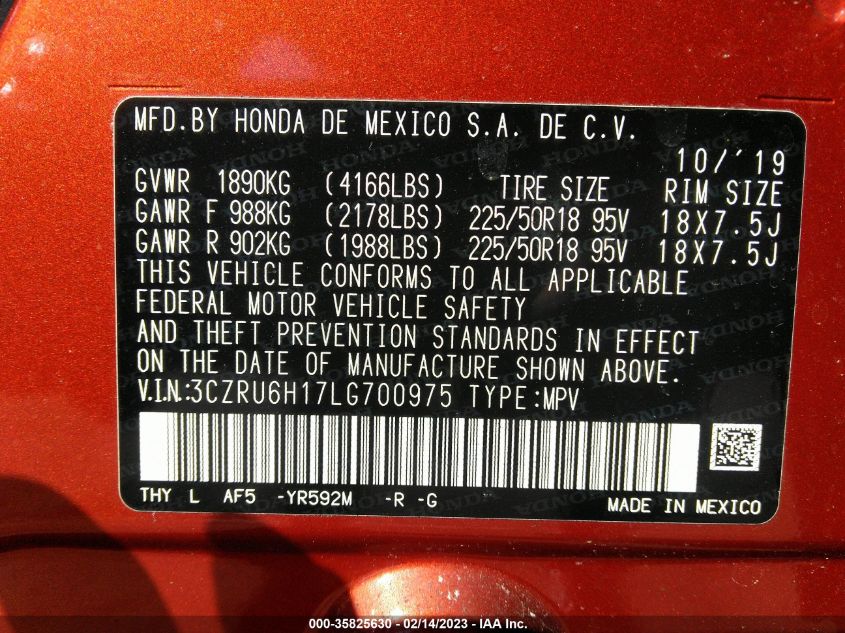 MFD.BY HONDA DE MEXICO S.A. DE C.V.
10/'19
GVWR 1890KG (4166LBS) TIRE SIZE RIM SIZE
GAWR F 988KG (2178LBS) 225/50R18 95V 18X7.5J
GAWR R 902KG (1988LBS) 225/50R18 95V 18X7.5J
THIS VEHICLE CONFORMS TO ALL APPLICABLE
FEDERAL MOTOR VEHICLE SAFETY
AND THEFT PREVENTION STANDARDS IN EFFECT
ON THE DATE OF MANUFACTURE SHOWN ABOVE.
V.I.N.:3CZRU6H17LG700975 TYPE:MPV
THY L AF5 -YR592M -R -G
MADE IN MEXICO
000-35825630 - 02/14/2023 - IAA Inc.